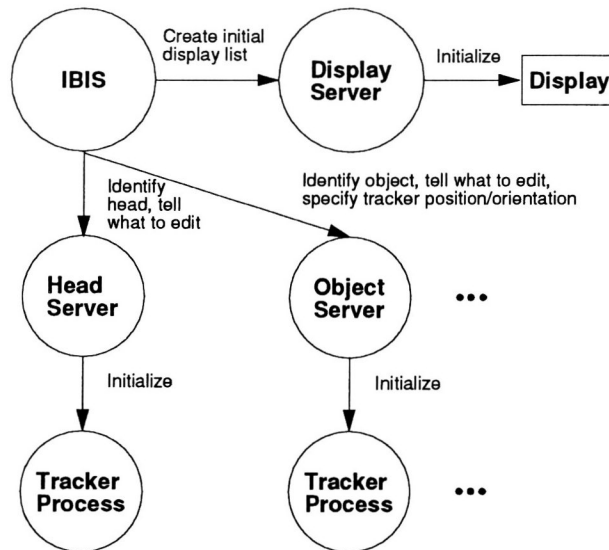 IBIS
Create initial
display list
Display
Server
Initialize
Display
Identify
head, tell
what to edit
Identify object, tell what to edit,
specify tracker position/orientation
Head
Server
Object
Server
•••
Initialize
Initialize
Tracker
Process
Tracker
Process
•••